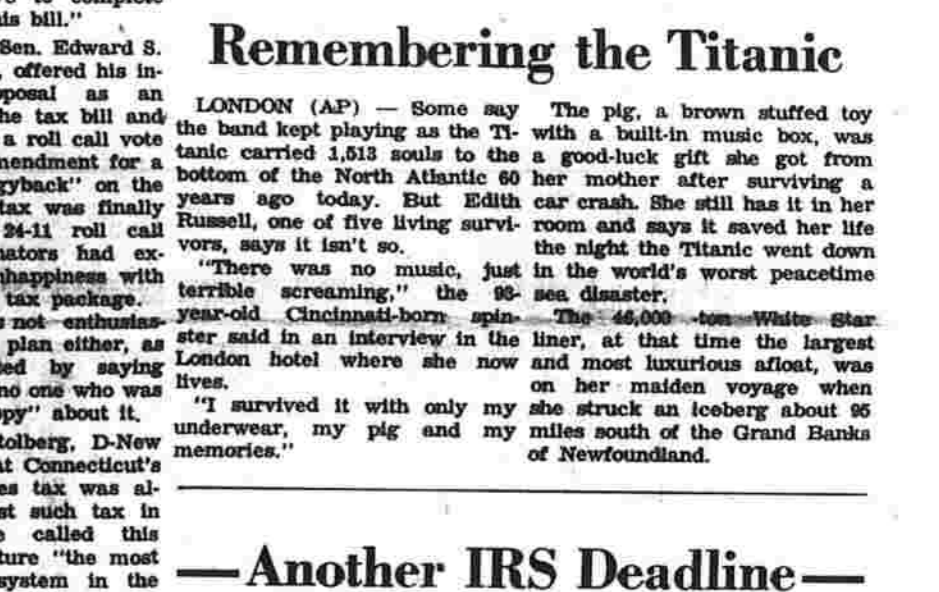 his bill."
Sen. Edward S.
, offered his in-
posal as an
he tax bill and
a roll call vote
mendment for a
gyback" on the
tax was finally
24-11 roll call
nators had ex-
nhappiness with
tax package.
s not enthusias-
plan either, as
ed by saying
no one who was
ppy" about it.
tolberg, D-New
at Connecticut's
es tax was al-
st such tax in
e called this
ture "the most
system in the
Remembering the Titanic
LONDON (AP) — Some say
the band kept playing as the Ti-
tanic carried 1,513 souls to the
bottom of the North Atlantic 60
years ago today. But Edith
Russell, one of five living survi-
vors, says it isn't so.
"There was no music, just
terrible screaming," the 93-
year-old Cincinnati-born spin-
ster said in an interview in the
London hotel where she now
lives.
"I survived it with only my
underwear, my pig and my
memories."
The pig, a brown stuffed toy
with a built-in music box, was
a good-luck gift she got from
her mother after surviving a
car crash. She still has it in her
room and says it saved her life
the night the Titanic went down
in the world's worst peacetime
sea disaster.
The 46,000 -ton White Star
liner, at that time the largest
and most luxurious afloat, was
on her maiden voyage when
she struck an iceberg about 95
miles south of the Grand Banks
of Newfoundland.
—Another IRS Deadline—